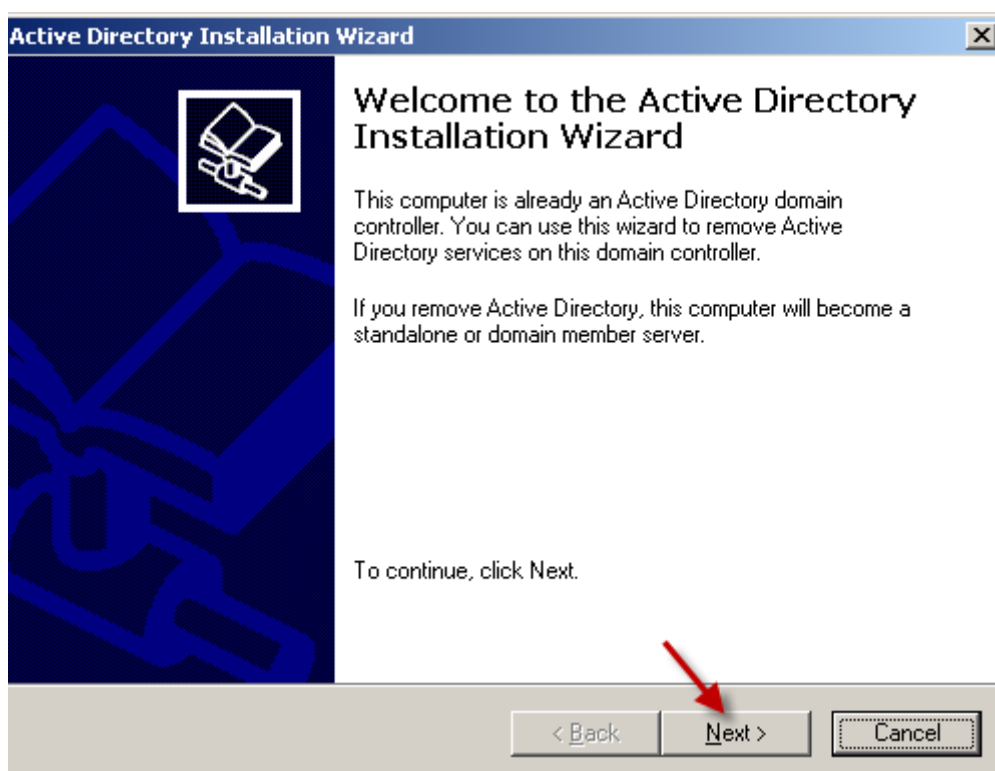 Active Directory Installation Wizard
Welcome to the Active Directory
Installation Wizard
This computer is already an Active Directory domain
controller. You can use this wizard to remove Active
Directory services on this domain controller.
If you remove Active Directory, this computer will become a
standalone or domain member server.
To continue, click Next.
< Back
Next >
Cancel